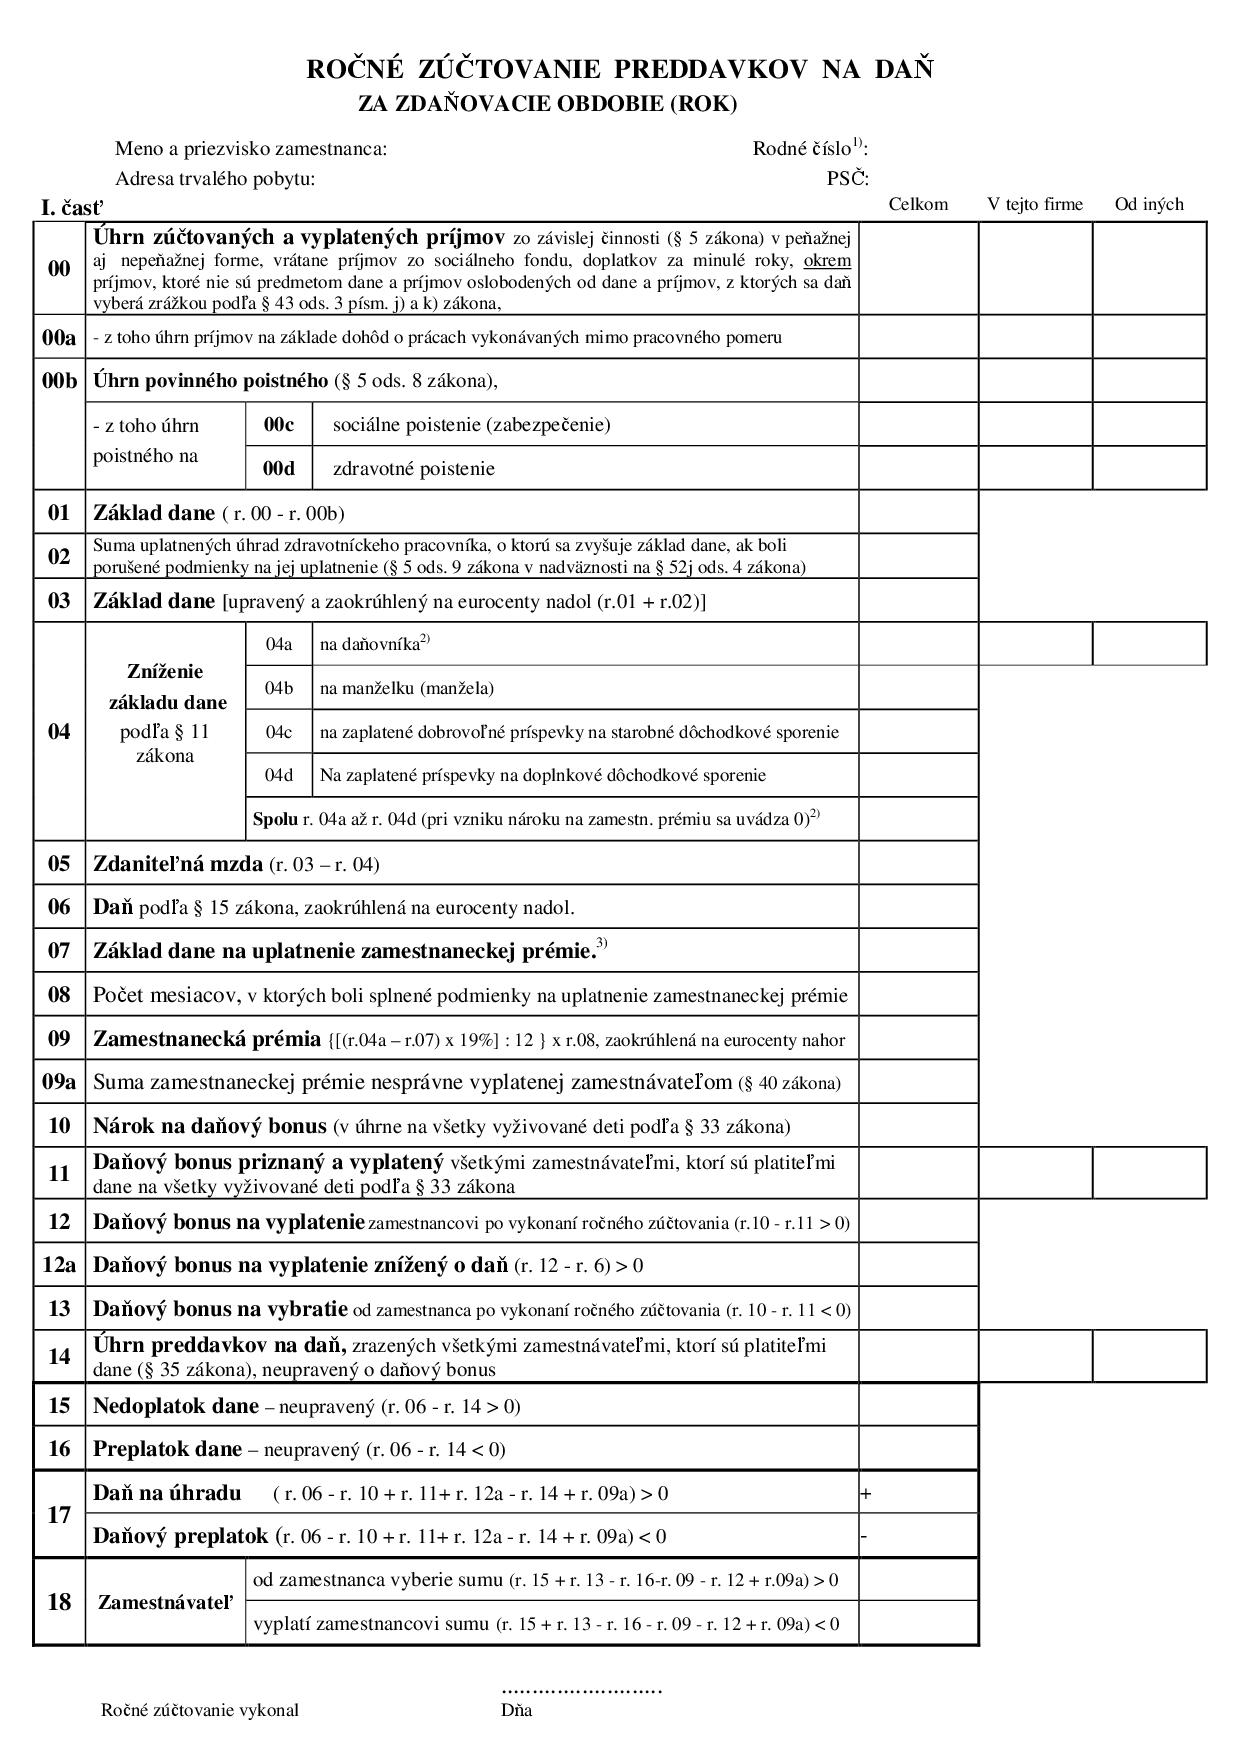 ROČNÉ ZÚČTOVANIE PREDDAVKOV NA DAŇ
ZA ZDAŇOVACIE OBDOBIE (ROK)
Meno a priezvisko zamestnanca: Rodné číslo1):
Adresa trvalého pobytu: PSČ:
I. časť Celkom V tejto firme Od iných
00 Úhrn zúčtovaných a vyplatených príjmov zo závislej činnosti (§ 5 zákona) v peňažnej
aj nepeňažnej forme, vrátane príjmov zo sociálneho fondu, doplatkov za minulé roky, okrem
príjmov, ktoré nie sú predmetom dane a príjmov oslobodených od dane a príjmov, z ktorých sa daň
vyberá zrážkou podľa § 43 ods. 3 písm. j) a k) zákona,
00a - z toho úhrn príjmov na základe dohôd o prácach vykonávaných mimo pracovného pomeru
00b Úhrn povinného poistného (§ 5 ods. 8 zákona),
- z toho úhrn
poistného na
00c sociálne poistenie (zabezpečenie)
00d zdravotné poistenie
01 Základ dane ( r. 00 - r. 00b)
02 Suma uplatnených úhrad zdravotníckeho pracovníka, o ktorú sa zvyšuje základ dane, ak boli
porušené podmienky na jej uplatnenie (§ 5 ods. 9 zákona v nadväznosti na § 52j ods. 4 zákona)
03 Základ dane [upravený a zaokrúhlený na eurocenty nadol (r.01 + r.02)]
04 Zníženie
základu dane
podľa § 11
zákona
04a na daňovníka2)
04b na manželku (manžela)
04c na zaplatené dobrovoľné príspevky na starobné dôchodkové sporenie
04d Na zaplatené príspevky na doplnkové dôchodkové sporenie
Spolu r. 04a až r. 04d (pri vzniku nároku na zamestn. prémiu sa uvádza 0)2)
05 Zdaniteľná mzda (r. 03 – r. 04)
06 Daň podľa § 15 zákona, zaokrúhlená na eurocenty nadol.
07 Základ dane na uplatnenie zamestnaneckej prémie.3)
08 Počet mesiacov, v ktorých boli splnené podmienky na uplatnenie zamestnaneckej prémie
09 Zamestnanecká prémia {[(r.04a – r.07) x 19%] : 12 } x r.08, zaokrúhlená na eurocenty nahor
09a Suma zamestnaneckej prémie nesprávne vyplatenej zamestnávateľom (§ 40 zákona)
10 Nárok na daňový bonus (v úhrne na všetky vyživované deti podľa § 33 zákona)
11 Daňový bonus priznaný a vyplatený všetkými zamestnávateľmi, ktorí sú platiteľmi
dane na všetky vyživované deti podľa § 33 zákona
12 Daňový bonus na vyplatenie zamestnancovi po vykonaní ročného zúčtovania (r.10 - r.11 > 0)
12a Daňový bonus na vyplatenie znížený o daň (r. 12 - r. 6) > 0
13 Daňový bonus na vybratie od zamestnanca po vykonaní ročného zúčtovania (r. 10 - r. 11 < 0)
14 Úhrn preddavkov na daň, zrazených všetkými zamestnávateľmi, ktorí sú platiteľmi
dane (§ 35 zákona), neupravený o daňový bonus
15 Nedoplatok dane – neupravený (r. 06 - r. 14 > 0)
16 Preplatok dane – neupravený (r. 06 - r. 14 < 0)
17 Daň na úhradu ( r. 06 - r. 10 + r. 11+ r. 12a - r. 14 + r. 09a) > 0 +
Daňový preplatok (r. 06 - r. 10 + r. 11+ r. 12a - r. 14 + r. 09a) < 0 -
18 Zamestnávateľ
od zamestnanca vyberie sumu (r. 15 + r. 13 - r. 16-r. 09 - r. 12 + r.09a) > 0
vyplatí zamestnancovi sumu (r. 15 + r. 13 - r. 16 - r. 09 - r. 12 + r. 09a) < 0
..........................
Ročné zúčtovanie vykonal Dňa